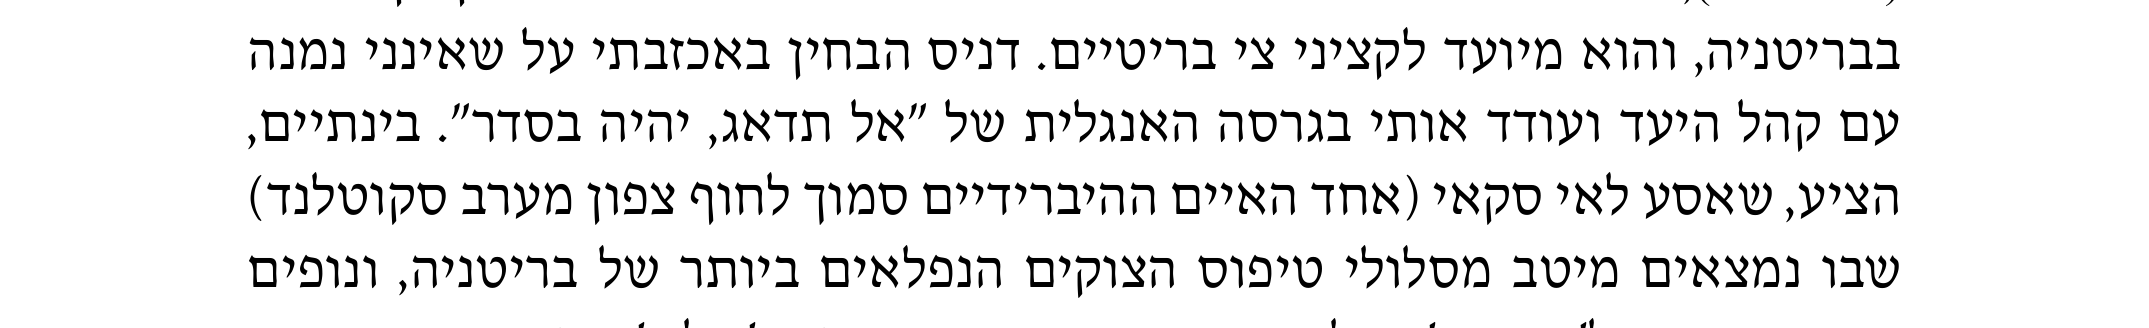 בבריטניה, והוא מיועד לקציני צי בריטיים. דניס הבחין באכזבתי על שאינני נמנה
עם קהל היעד ועודד אותי בגרסה האנגלית של "אל תדאג, יהיה בסדר". בינתיים,
הציע, שאסע לאי סקאי (אחד האיים ההיברידיים סמוך לחוף צפון מערב סקוטלנד)
שבו נמצאים מיטב מסלולי טיפוס הצוקים הנפלאים ביותר של בריטניה, ונופים